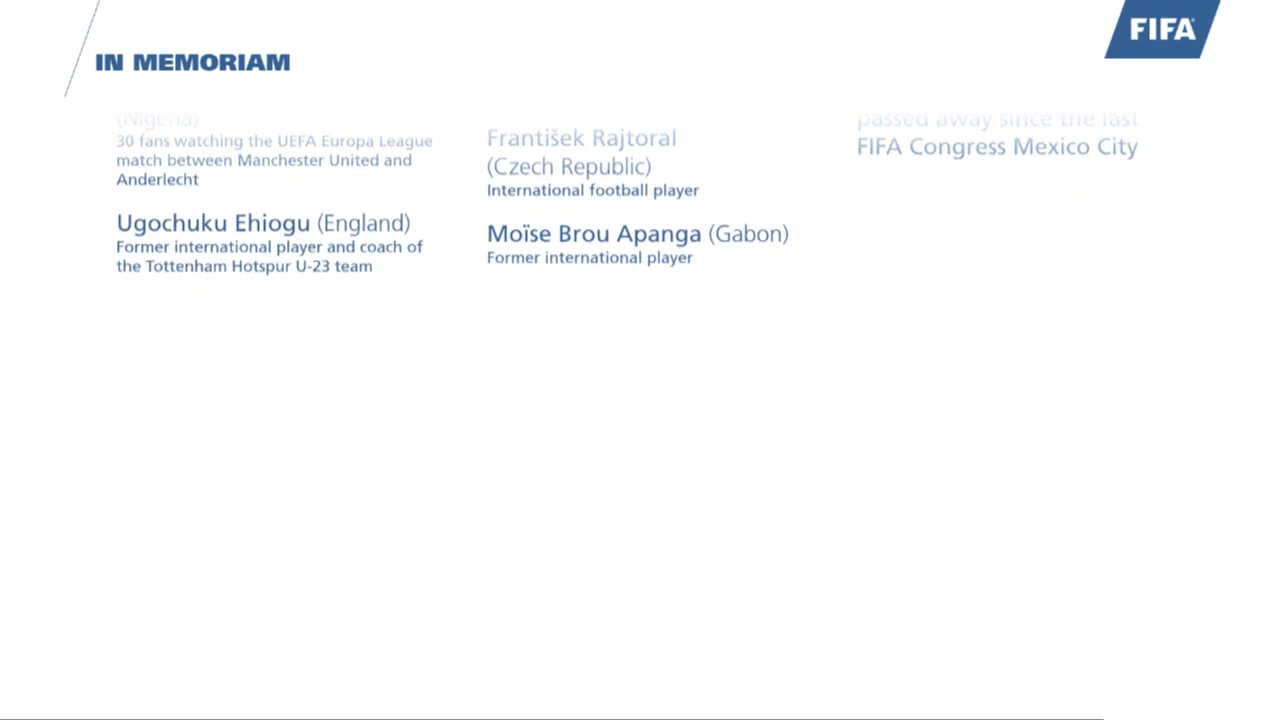 IN MEMORIAM
FIFA
(Nigeria)
30 fans watching the UEFA Europa League
match between Manchester United and
Anderlecht
Ugochuku Ehiogu (England)
Former international player and coach of
the Tottenham Hotspur U-23 team
František Rajtoral
(Czech Republic)
International football player
Moïse Brou Apanga (Gabon)
Former international player
passed away since the last
FIFA Congress Mexico City